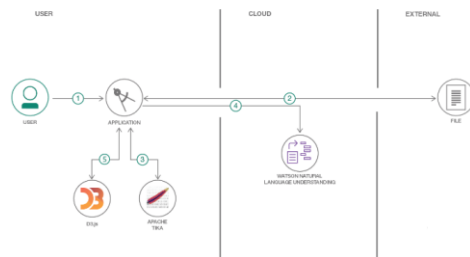 USER
CLOUD
EXTERNAL
1
2
4
USER
APPLICATION
FILE
5
3
WATSON NATURAL
LANGUAGE UNDERSTANDING
D3.js
APACHE
TIKA